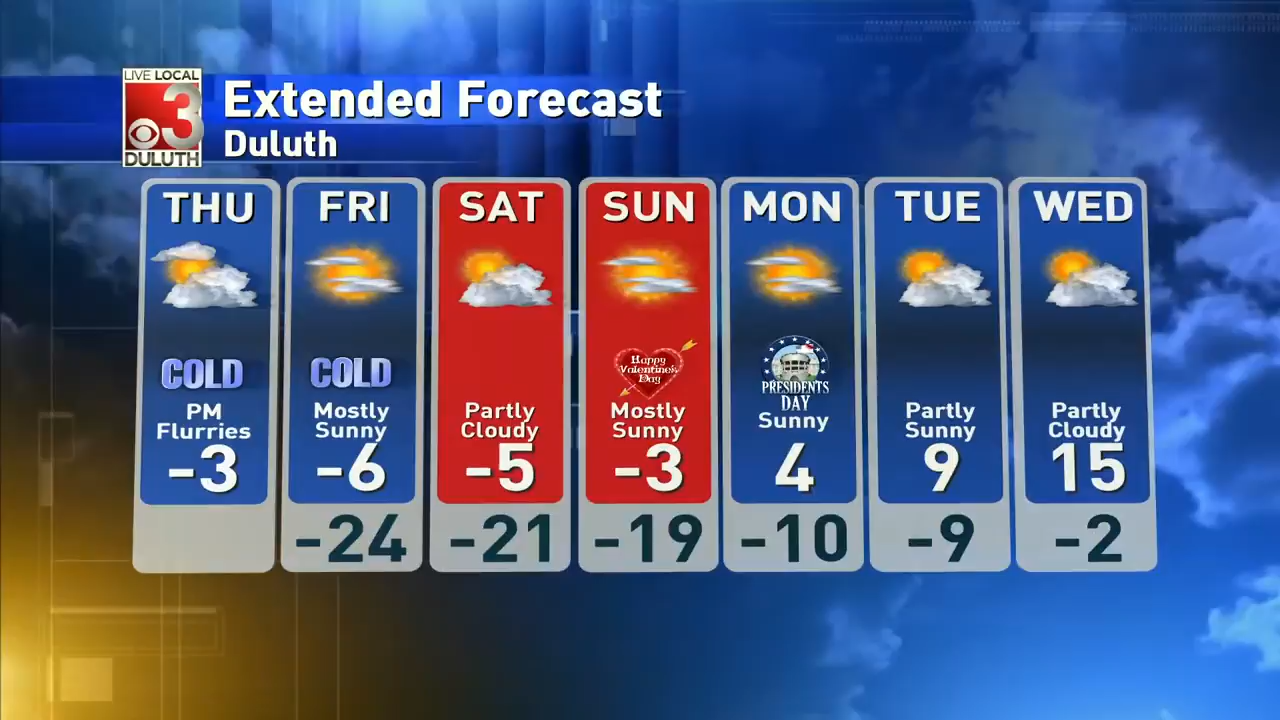 LIVE LOCAL
3
DULUTH
Extended Forecast
Duluth
THU
COLD
PM
Flurries
-3
FRI
COLD
Mostly
Sunny
-6
-24
SAT
Partly
Cloudy
-5
-21
SUN
Happy
Valentine's
Day
Mostly
Sunny
-3
-19
MON
PRESIDENTS
DAY
Sunny
4
-10
TUE
Partly
Sunny
9
-9
WED
Partly
Cloudy
15
-2